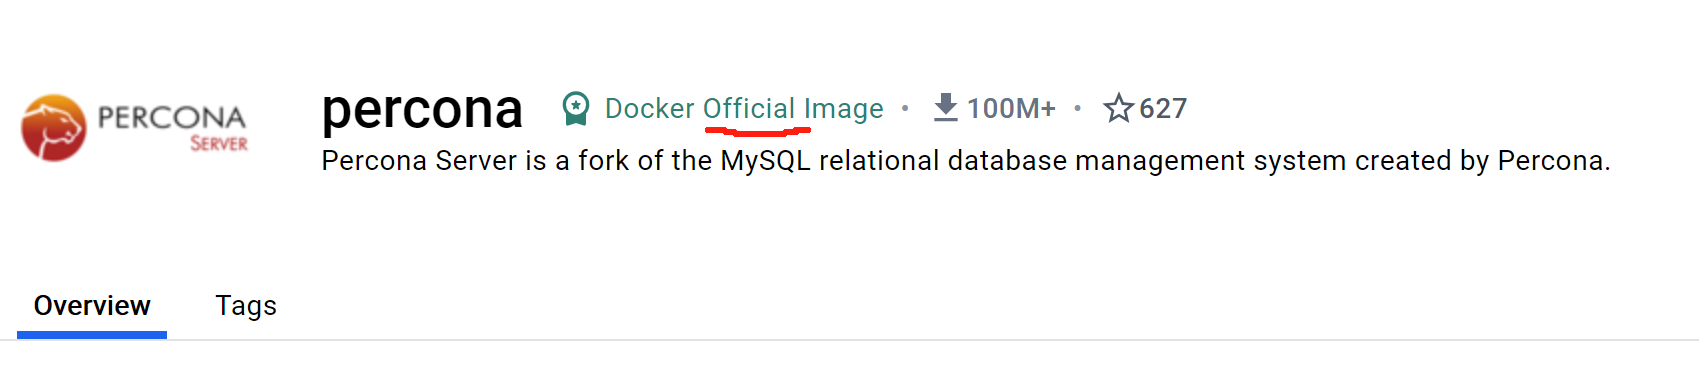 PERCONA
SERVER
percona Docker Official Image • 100M+ • 627
Percona Server is a fork of the MySQL relational database management system created by Percona.
Overview Tags